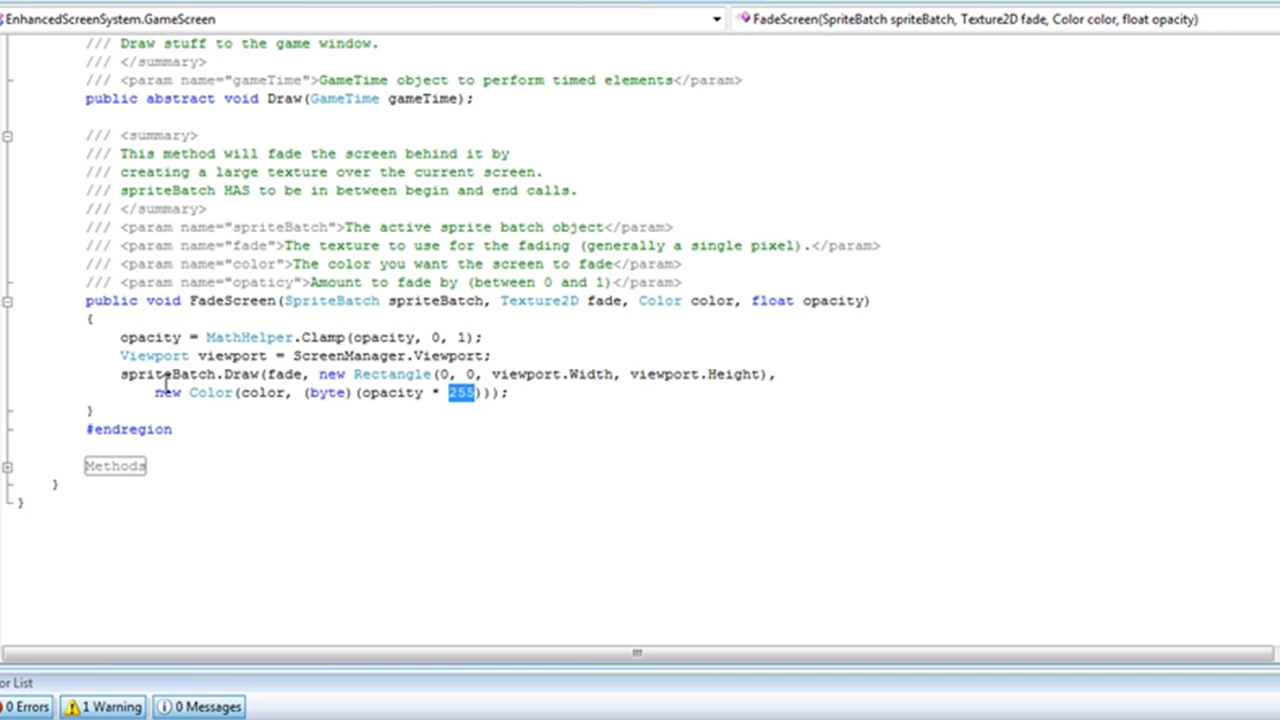 EnhancedScreenSystem.GameScreen
FadeScreen(SpriteBatch spriteBatch, Texture2D fade, Color color, float opacity)
/// Draw stuff to the game window.
/// </summary>
/// <param name="gameTime">GameTime object to perform timed elements</param>
public abstract void Draw(GameTime gameTime);
/// <summary>
/// This method will fade the screen behind it by
/// creating a large texture over the current screen.
/// spriteBatch HAS to be in between begin and end calls.
/// </summary>
/// <param name="spriteBatch">The active sprite batch object</param>
/// <param name="fade">The texture to use for the fading (generally a single pixel).</param>
/// <param name="color">The color you want the screen to fade</param>
/// <param name="opaticy">Amount to fade by (between 0 and 1)</param>
public void FadeScreen(SpriteBatch spriteBatch, Texture2D fade, Color color, float opacity)
{
opacity = MathHelper.Clamp(opacity, 0, 1);
Viewport viewport = ScreenManager.Viewport;
spriteBatch.Draw(fade, new Rectangle(0, 0, viewport.Width, viewport.Height),
new Color(color, (byte)(opacity * 255)));
}
#endregion
Methods
}
}
or List
0 Errors
1 Warning
0 Messages